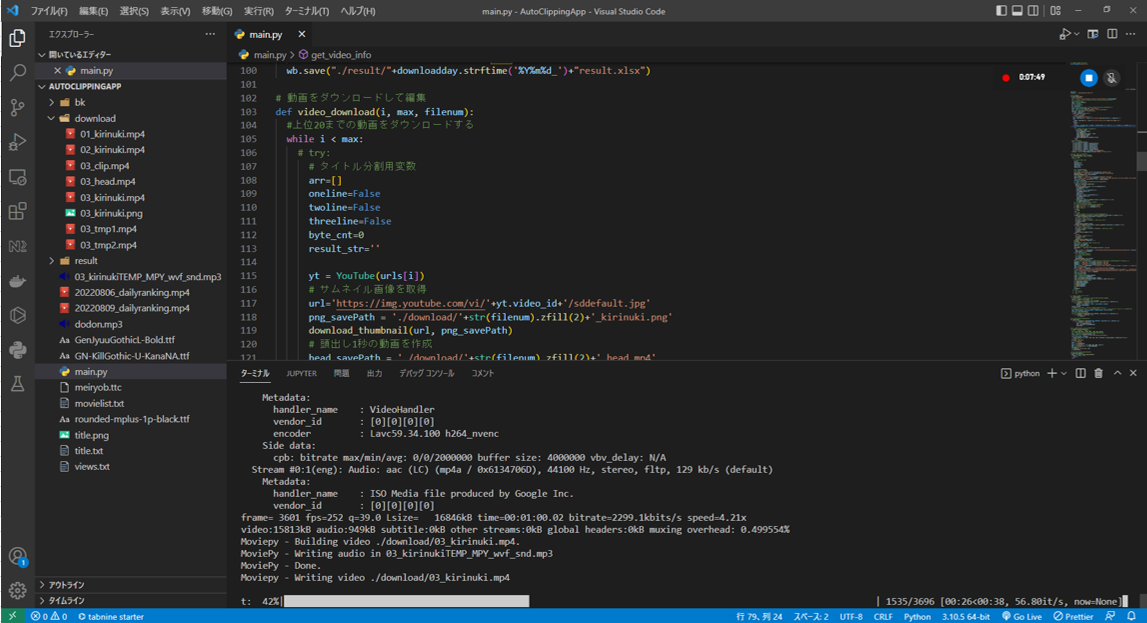 ファイル(F) 編集(E) 選択(S) 表示(V) 移動(G) 実行(R) ターミナル(T) ヘルプ(H)
main.py - AutoClippingApp - Visual Studio Code
エクスプローラー
開いているエディター
main.py
AUTOCLIPPINGAPP
bk
download
01_kirinuki.mp4
02_kirinuki.mp4
03_clip.mp4
03_head.mp4
03_kirinuki.mp4
03_kirinuki.png
03_tmp1.mp4
03_tmp2.mp4
result
03_kirinukiTEMP_MPY_wvf_snd.mp3
20220806_dailyranking.mp4
20220809_dailyranking.mp4
dodon.mp3
Aa GenJyuuGothicL-Bold.ttf
Aa GN-KillGothic-U-KanaNA.ttf
main.py
meiryob.ttc
movielist.txt
Aa rounded-mplus-1p-black.ttf
title.png
title.txt
views.txt
アウトライン
タイムライン
main.py
main.py > get_video_info
0:07:49
100 wb.save("./result/"+downloadday.strftime('%Y%m%d_')+"result.xlsx")
101
102 # 動画をダウンロードして編集
103 def video_download(i, max, filenum):
104 #上位20までの動画をダウンロードする
105 while i < max:
106 # try:
107 # タイトル分割用変数
108 arr=[]
109 oneline=False
110 twoline=False
111 threeline=False
112 byte_cnt=0
113 result_str=''
114
115 yt = YouTube(urls[i])
116 # サムネイル画像を取得
117 url='https://img.youtube.com/vi/'+yt.video_id+'/sddefault.jpg'
118 png_savePath = './download/'+str(filenum).zfill(2)+'_kirinuki.png'
119 download_thumbnail(url, png_savePath)
120 # 頭出し1秒の動画を作成
121 head_savePath = './download/'+str(filenum).zfill(2)+'_head.mp4'
ターミナル JUPYTER 問題 出力 デバッグ コンソール コメント
python
Metadata:
handler_name : VideoHandler
vendor_id : [0][0][0][0]
encoder : Lavc59.34.100 h264_nvenc
Side data:
cpb: bitrate max/min/avg: 0/0/2000000 buffer size: 4000000 vbv_delay: N/A
Stream #0:1(eng): Audio: aac (LC) (mp4a / 0x6134706D), 44100 Hz, stereo, fltp, 129 kb/s (default)
Metadata:
handler_name : ISO Media file produced by Google Inc.
vendor_id : [0][0][0][0]
frame= 3601 fps=252 q=39.0 Lsize= 16846kB time=00:01:00.02 bitrate=2299.1kbits/s speed=4.21x
video:15813kB audio:949kB subtitle:0kB other streams:0kB global headers:0kB muxing overhead: 0.499554%
Moviepy - Building video ./download/03_kirinuki.mp4.
MoviePy - Writing audio in 03_kirinukiTEMP_MPY_wvf_snd.mp3
MoviePy - Done.
Moviepy - Writing video ./download/03_kirinuki.mp4
t: 42%| | 1535/3696 [00:26<00:38, 56.80it/s, now=None]
0 0 tabnine starter 行 79、列 24 スペース: 2 UTF-8 CRLF Python 3.10.5 64-bit Go Live Prettier